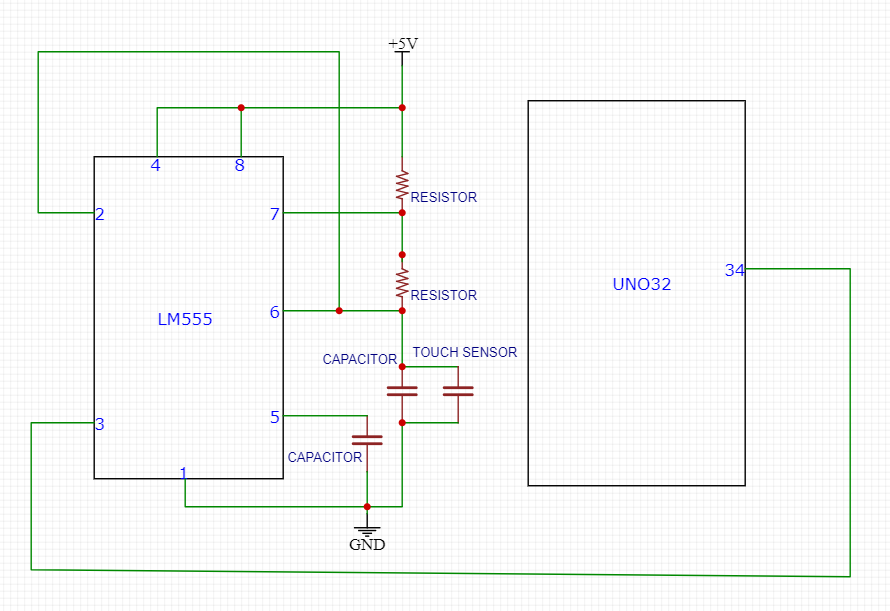 +5V
4
8
RESISTOR
2
7
34
UNO32
RESISTOR
6
LM555
CAPACITOR
TOUCH SENSOR
5
3
CAPACITOR
1
GND